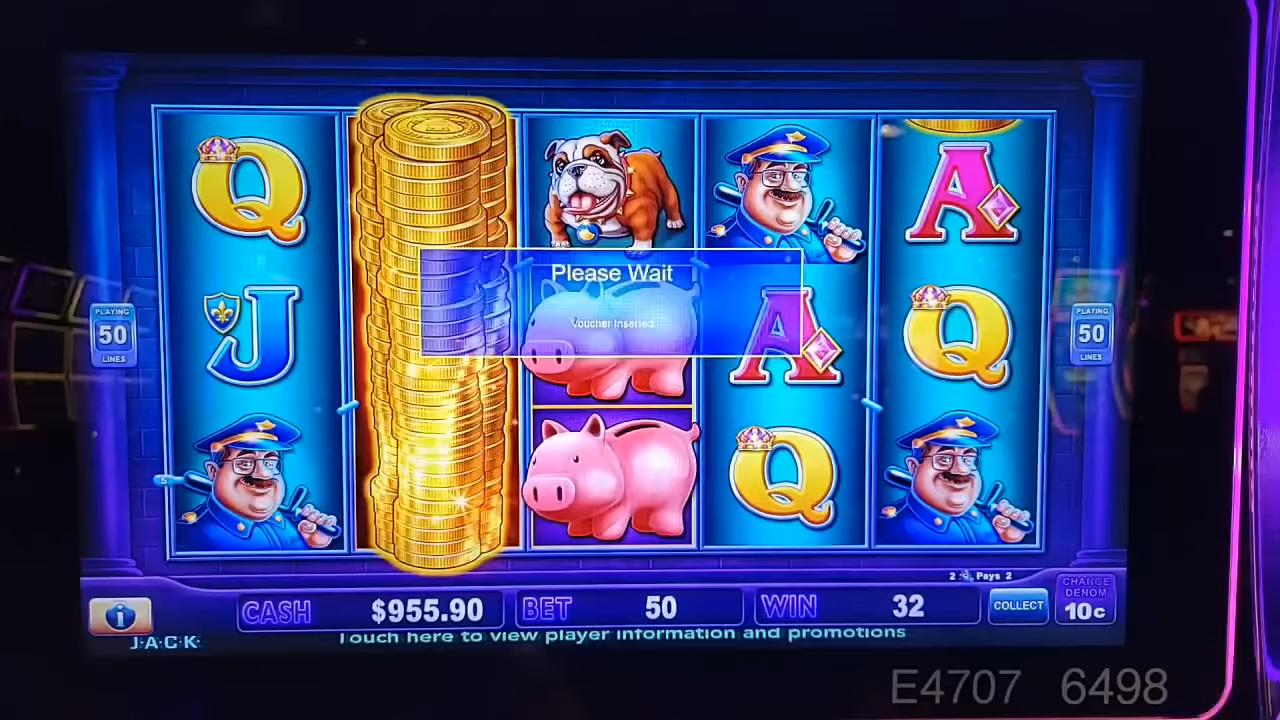 Q
A
Please Wait
Voucher Inserted
J
A
Q
PLAYING
50
LINES
PLAYING
50
LINES
Q
Pays 2
CASH $955.90 BET 50 WIN 32 COLLECT
CHANGE
DENOM
10¢
J·A·C·K
Touch here to view player information and promotions
E4707 6498